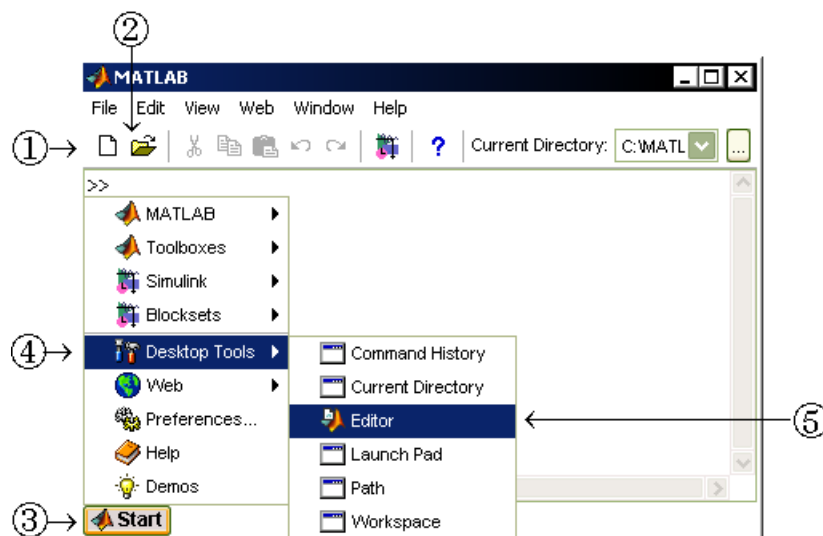 ②
MATLAB
File Edit View Web Window Help
① Current Directory: C:\MATL ...
>>
MATLAB
Toolboxes
Simulink
Blocksets
④ Desktop Tools
Web
Preferences...
Help
Demos
③ Start
Command History
Current Directory
Editor ⑤
Launch Pad
Path
Workspace